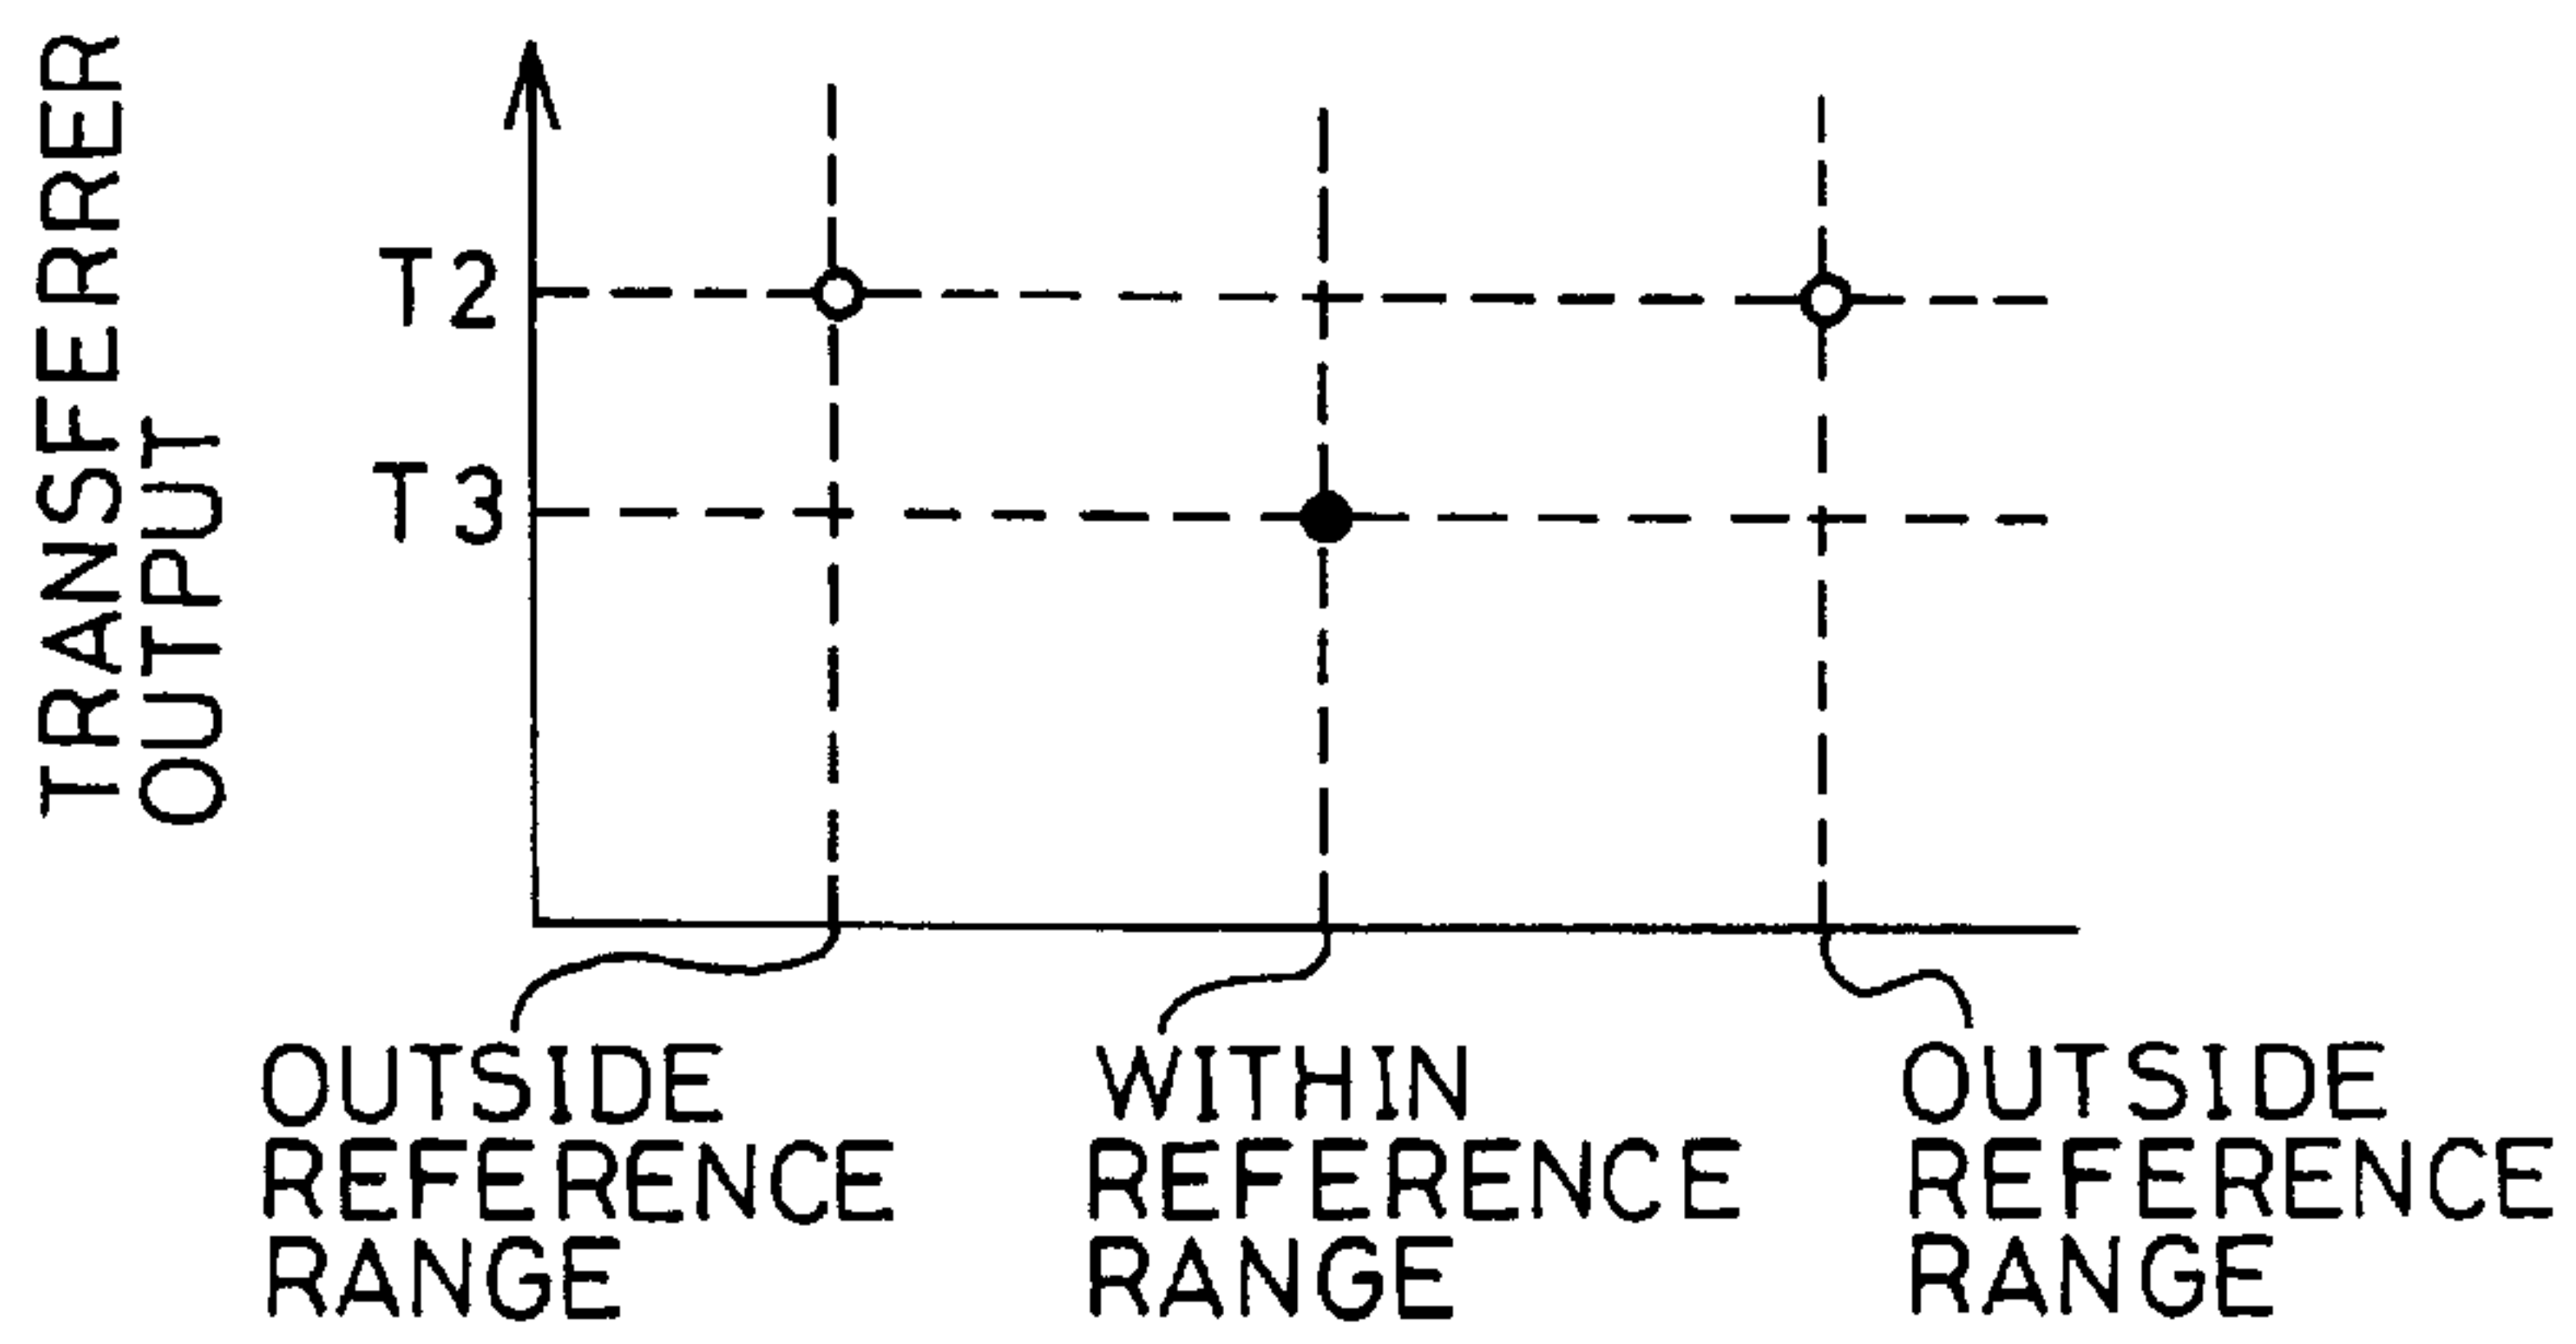 TRANSFERRER
OUTPUT
T2
T3
OUTSIDE
REFERENCE
RANGE
WITHIN
REFERENCE
RANGE
OUTSIDE
REFERENCE
RANGE